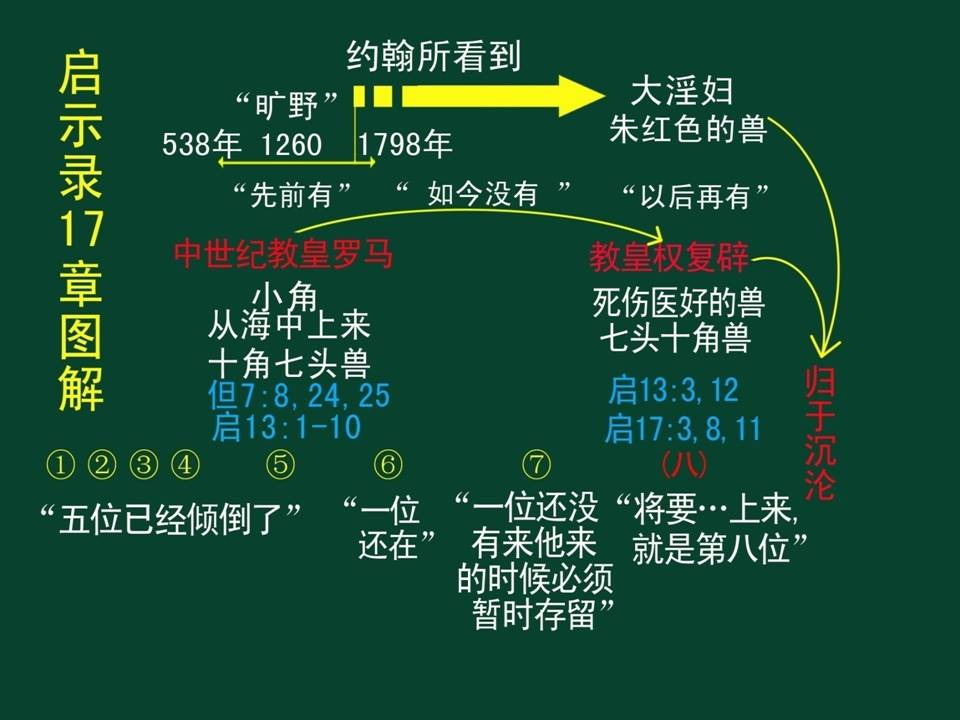 启示录17章图解
约翰所看到
“旷野”
538年 1260 1798年
大淫妇
朱红色的兽
“先前有” “ 如今没有 ” “以后再有”
中世纪教皇罗马
小角
从海中上来
十角七头兽
但7:8,24,25
启13:1-10
教皇权复辟
死伤医好的兽
七头十角兽
启13:3,12
启17:3,8,11
归于沉沦
① ② ③ ④ ⑤ ⑥ ⑦ (八)
“五位已经倾倒了”
“一位
还在”
“一位还没
有来他来
的时候必须
暂时存留”
“将要…上来,
就是第八位”